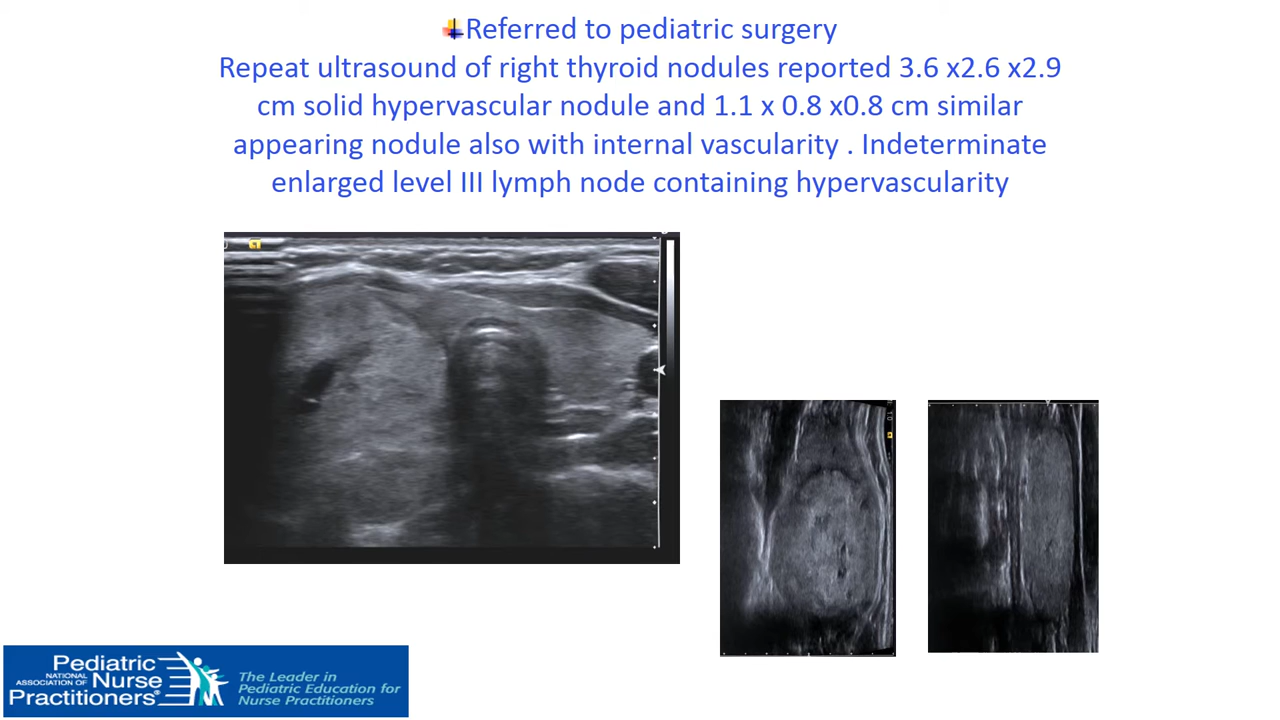 Referred to pediatric surgery
Repeat ultrasound of right thyroid nodules reported 3.6 x2.6 x2.9
cm solid hypervascular nodule and 1.1 x 0.8 x0.8 cm similar
appearing nodule also with internal vascularity . Indeterminate
enlarged level III lymph node containing hypervascularity
Pediatric
NATIONAL
ASSOCIATION OF Nurse
Practitioners®
The Leader in
Pediatric Education for
Nurse Practitioners